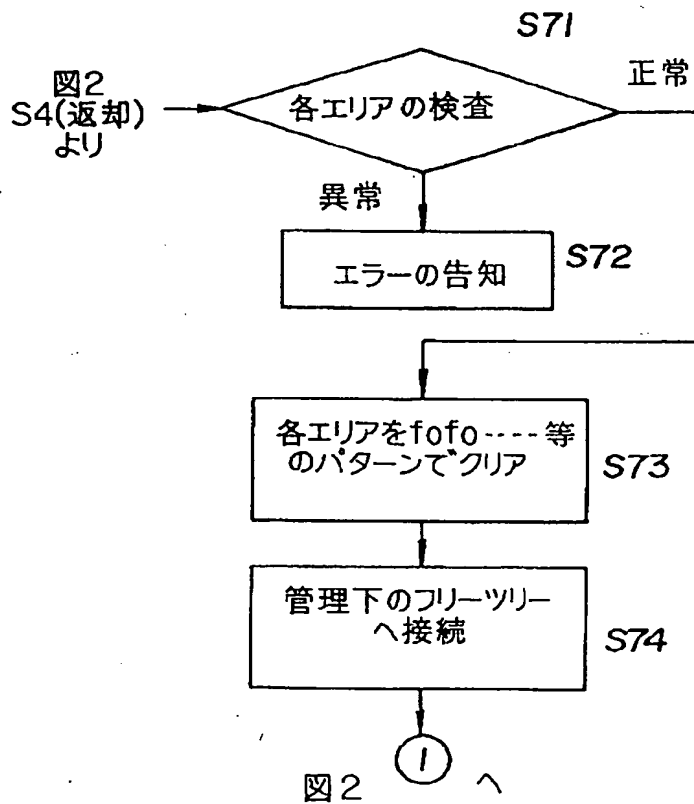 S71
図2
S4(返却)
より
各エリアの検査
正常
異常
エラーの告知
S72
各エリアをfofo----等
のパターンでクリア
S73
管理下のフリーツリー
へ接続
S74
図2 1 へ